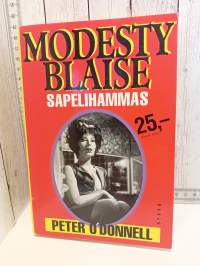 MODESTY
BLAISE
SAPELIHAMMAS
25,-
PETER O'DONNELL